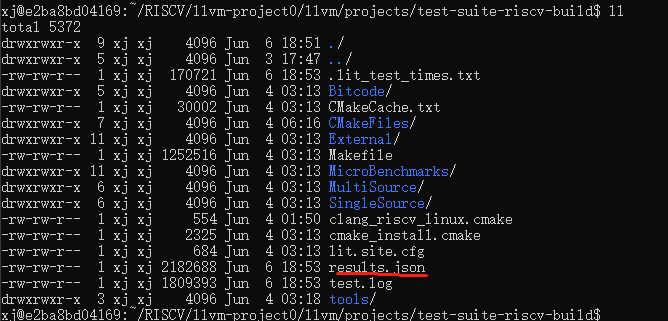 xj@e2ba8bd04169:~/RISCV/llvm-project0/llvm/projects/test-suite-riscv-build$ ll
total 5372
drwxrwxr-x 9 xj xj 4096 Jun 6 18:51 ./
drwxrwxr-x 5 xj xj 4096 Jun 3 17:47 ../
-rw-rw-r-- 1 xj xj 170721 Jun 6 18:53 .lit_test_times.txt
drwxrwxr-x 5 xj xj 4096 Jun 4 03:13 Bitcode/
-rw-rw-r-- 1 xj xj 30002 Jun 4 03:13 CMakeCache.txt
drwxrwxr-x 7 xj xj 4096 Jun 4 06:16 CMakeFiles/
drwxrwxr-x 11 xj xj 4096 Jun 4 03:13 External/
-rw-rw-r-- 1 xj xj 1252516 Jun 4 03:13 Makefile
drwxrwxr-x 11 xj xj 4096 Jun 4 03:13 MicroBenchmarks/
drwxrwxr-x 6 xj xj 4096 Jun 4 03:13 MultiSource/
drwxrwxr-x 6 xj xj 4096 Jun 4 03:13 SingleSource/
-rw-rw-r-- 1 xj xj 554 Jun 4 01:50 clang_riscv_linux.cmake
-rw-rw-r-- 1 xj xj 2325 Jun 4 03:13 cmake_install.cmake
-rw-rw-r-- 1 xj xj 684 Jun 4 03:13 lit.site.cfg
-rw-rw-r-- 1 xj xj 2182688 Jun 6 18:53 results.json
-rw-rw-r-- 1 xj xj 1809393 Jun 6 18:53 test.log
drwxrwxr-x 3 xj xj 4096 Jun 4 03:18 tools/
xj@e2ba8bd04169:~/RISCV/llvm-project0/llvm/projects/test-suite-riscv-build$